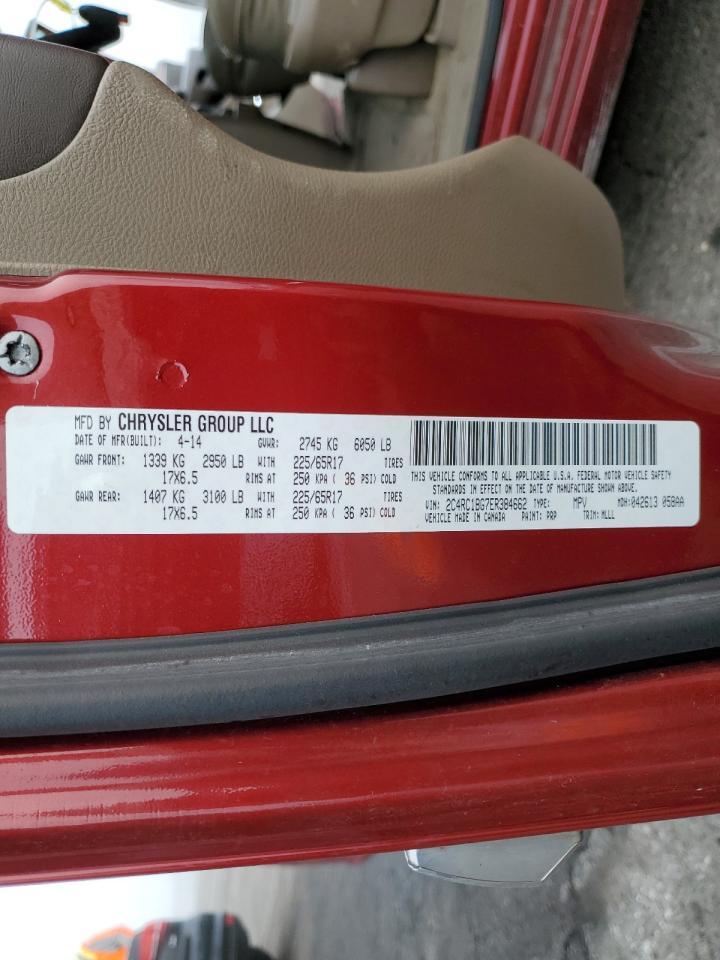 MFD BY CHRYSLER GROUP LLC
DATE OF MFR(BUILT): 4-14 GVWR: 2745 KG 6050 LB
GAWR FRONT: 1339 KG 2950 LB WITH 225/65R17 TIRES
17X6.5 RIMS AT 250 KPA ( 36 PSI) COLD
GAWR REAR: 1407 KG 3100 LB WITH 225/65R17 TIRES
17X6.5 RIMS AT 250 KPA ( 36 PSI) COLD
THIS VEHICLE CONFORMS TO ALL APPLICABLE U.S.A. FEDERAL MOTOR VEHICLE SAFETY
STANDARDS IN EFFECT ON THE DATE OF MANUFACTURE SHOWN ABOVE.
VIN: 2C4RC1BG7ER384662 TYPE: MPV MDH:042613 058AA
VEHICLE MADE IN CANADA PAINT: PRP TRIM: MLLL